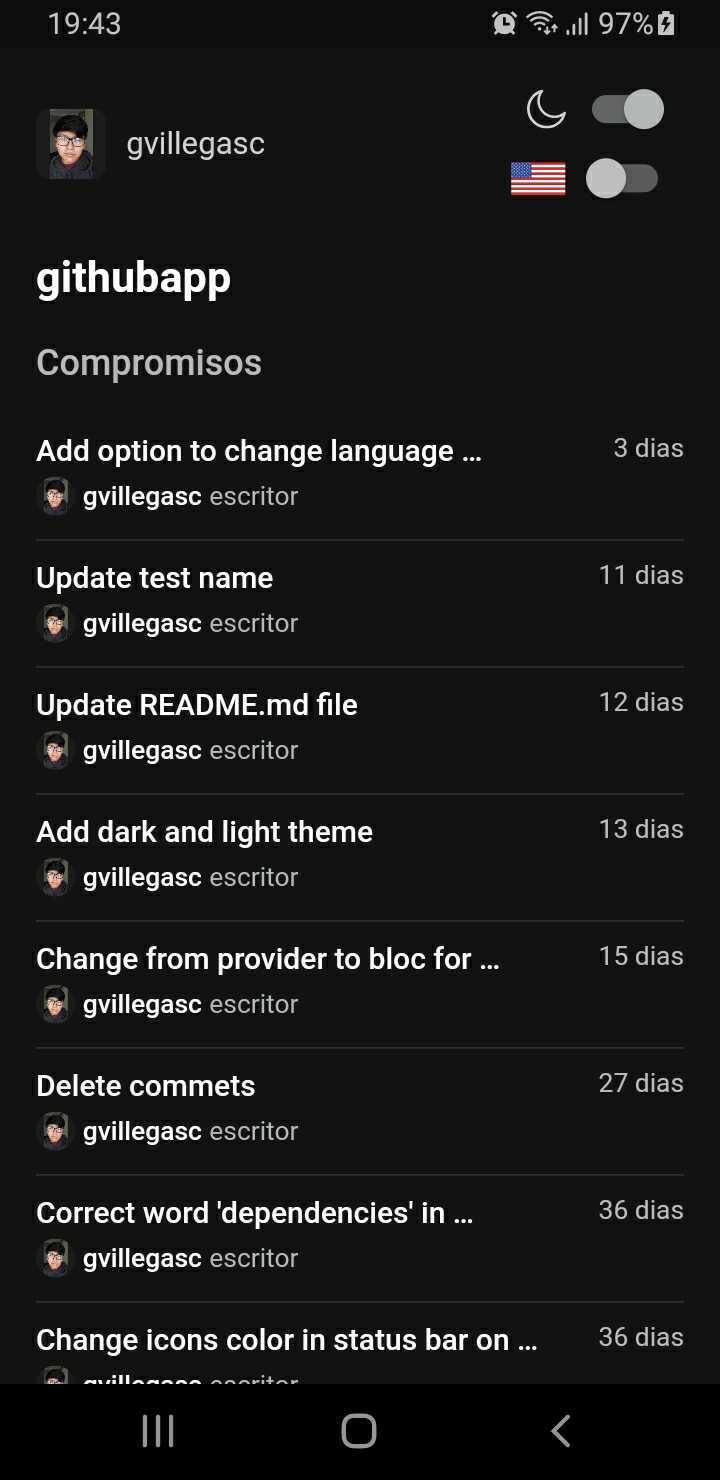 19:43
97%
gvillegasc
githubapp
Compromisos
Add option to change language ...
3 dias
gvillegasc escritor
Update test name
11 dias
gvillegasc escritor
Update README.md file
12 dias
gvillegasc escritor
Add dark and light theme
13 dias
gvillegasc escritor
Change from provider to bloc for ...
15 dias
gvillegasc escritor
Delete commets
27 dias
gvillegasc escritor
Correct word 'dependencies' in ...
36 dias
gvillegasc escritor
Change icons color in status bar on ...
36 dias
gvillegasc escritor